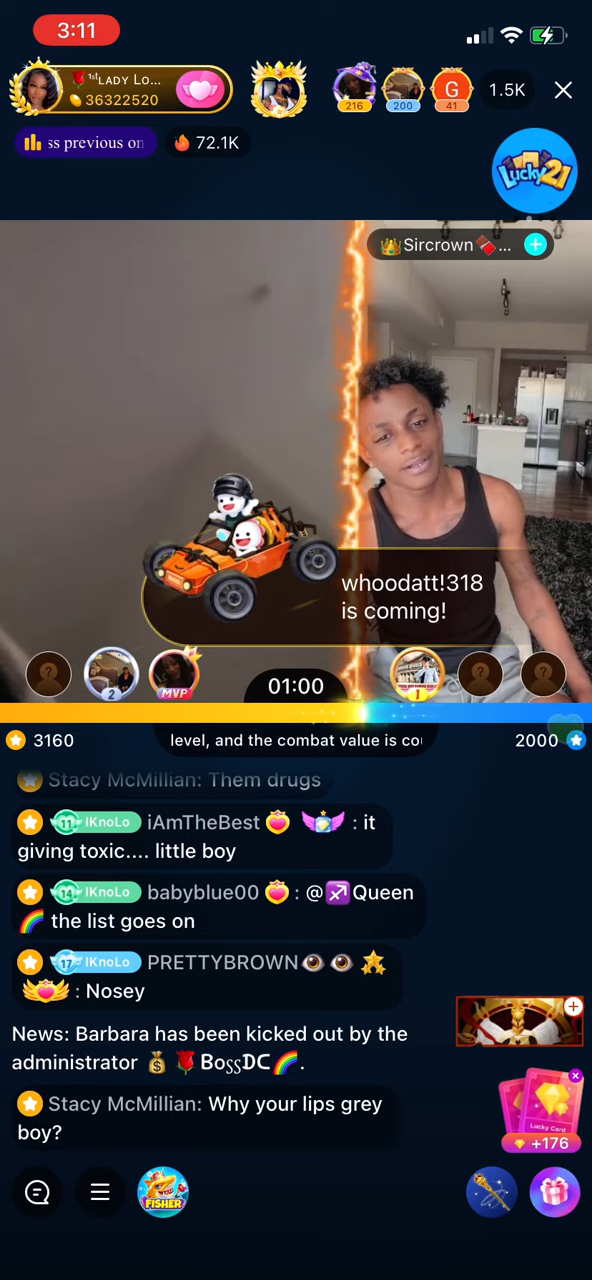 3:11
🌹¹ˢᵗLADY Lo...
36322520
216
200
G
41
1.5K
ss previous on
🔥 72.1K
Lucky21
👑Sircrown🍫...
whoodatt!318
is coming!
2
MVP
01:00
1
3160
level, and the combat value is co
2000
Stacy McMillian: Them drugs
11 IKnoLo iAmTheBest : it
giving toxic.... little boy
14 IKnoLo babyblue00 : @♐Queen
🌈 the list goes on
17 IKnoLo PRETTYBROWN👁️👁️
: Nosey
News: Barbara has been kicked out by the
administrator 💰🌹BossDC🌈.
Stacy McMillian: Why your lips grey
boy?
Lucky Card
+176
FISHER